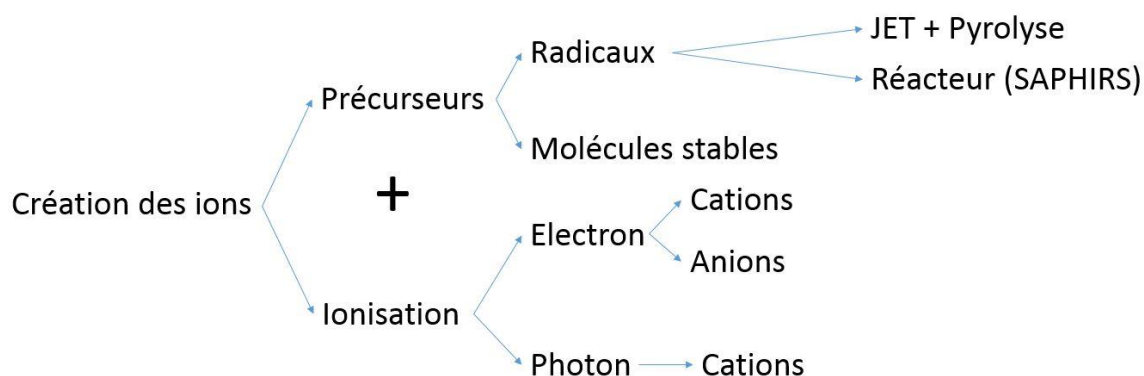 JET + Pyrolyse
Radicaux
Réacteur (SAPHIRS)
Précurseurs
Molécules stables
+
Création des ions
Cations
Electron
Anions
Ionisation
Photon
Cations